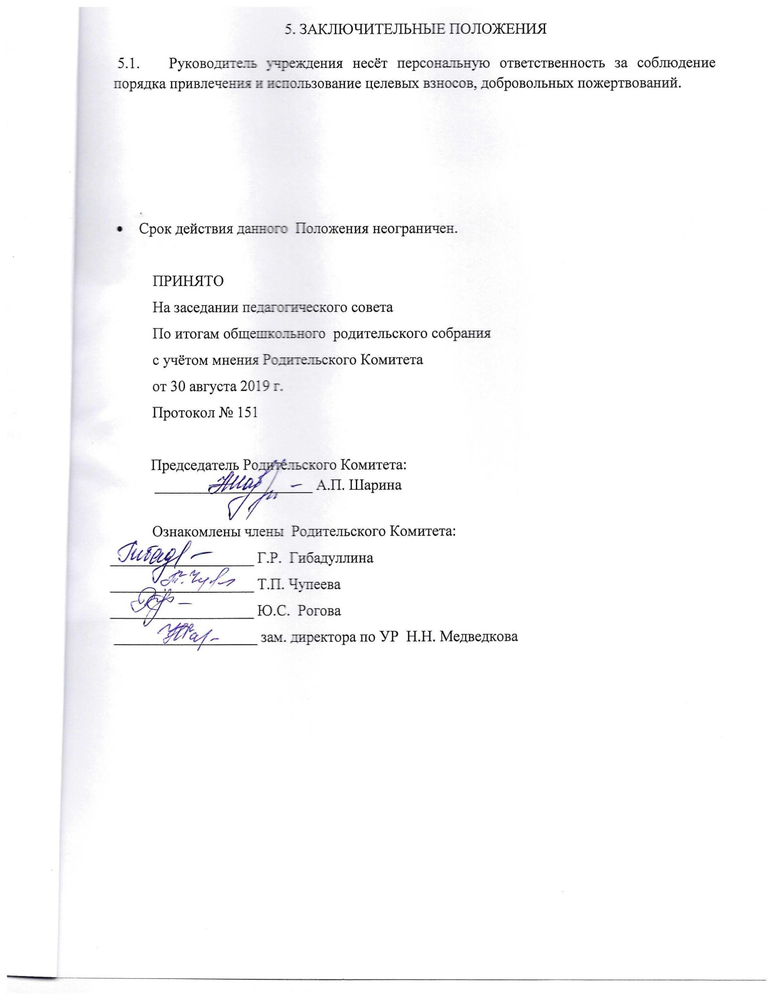 5. ЗАКЛЮЧИТЕЛЬНЫЕ ПОЛОЖЕНИЯ
5.1. Руководитель учреждения несёт персональную ответственность за соблюдение
порядка привлечения и использование целевых взносов, добровольных пожертвований.
• Срок действия данного Положения неограничен.
ПРИНЯТО
На заседании педагогического совета
По итогам общешкольного родительского собрания
с учётом мнения Родительского Комитета
от 30 августа 2019 г.
Протокол № 151
Председатель Родительского Комитета:
А.П. Шарина
Ознакомлены члены Родительского Комитета:
Г.Р. Гибадуллина
Т.П. Чупеева
Ю.С. Рогова
зам. директора по УР Н.Н. Медведкова